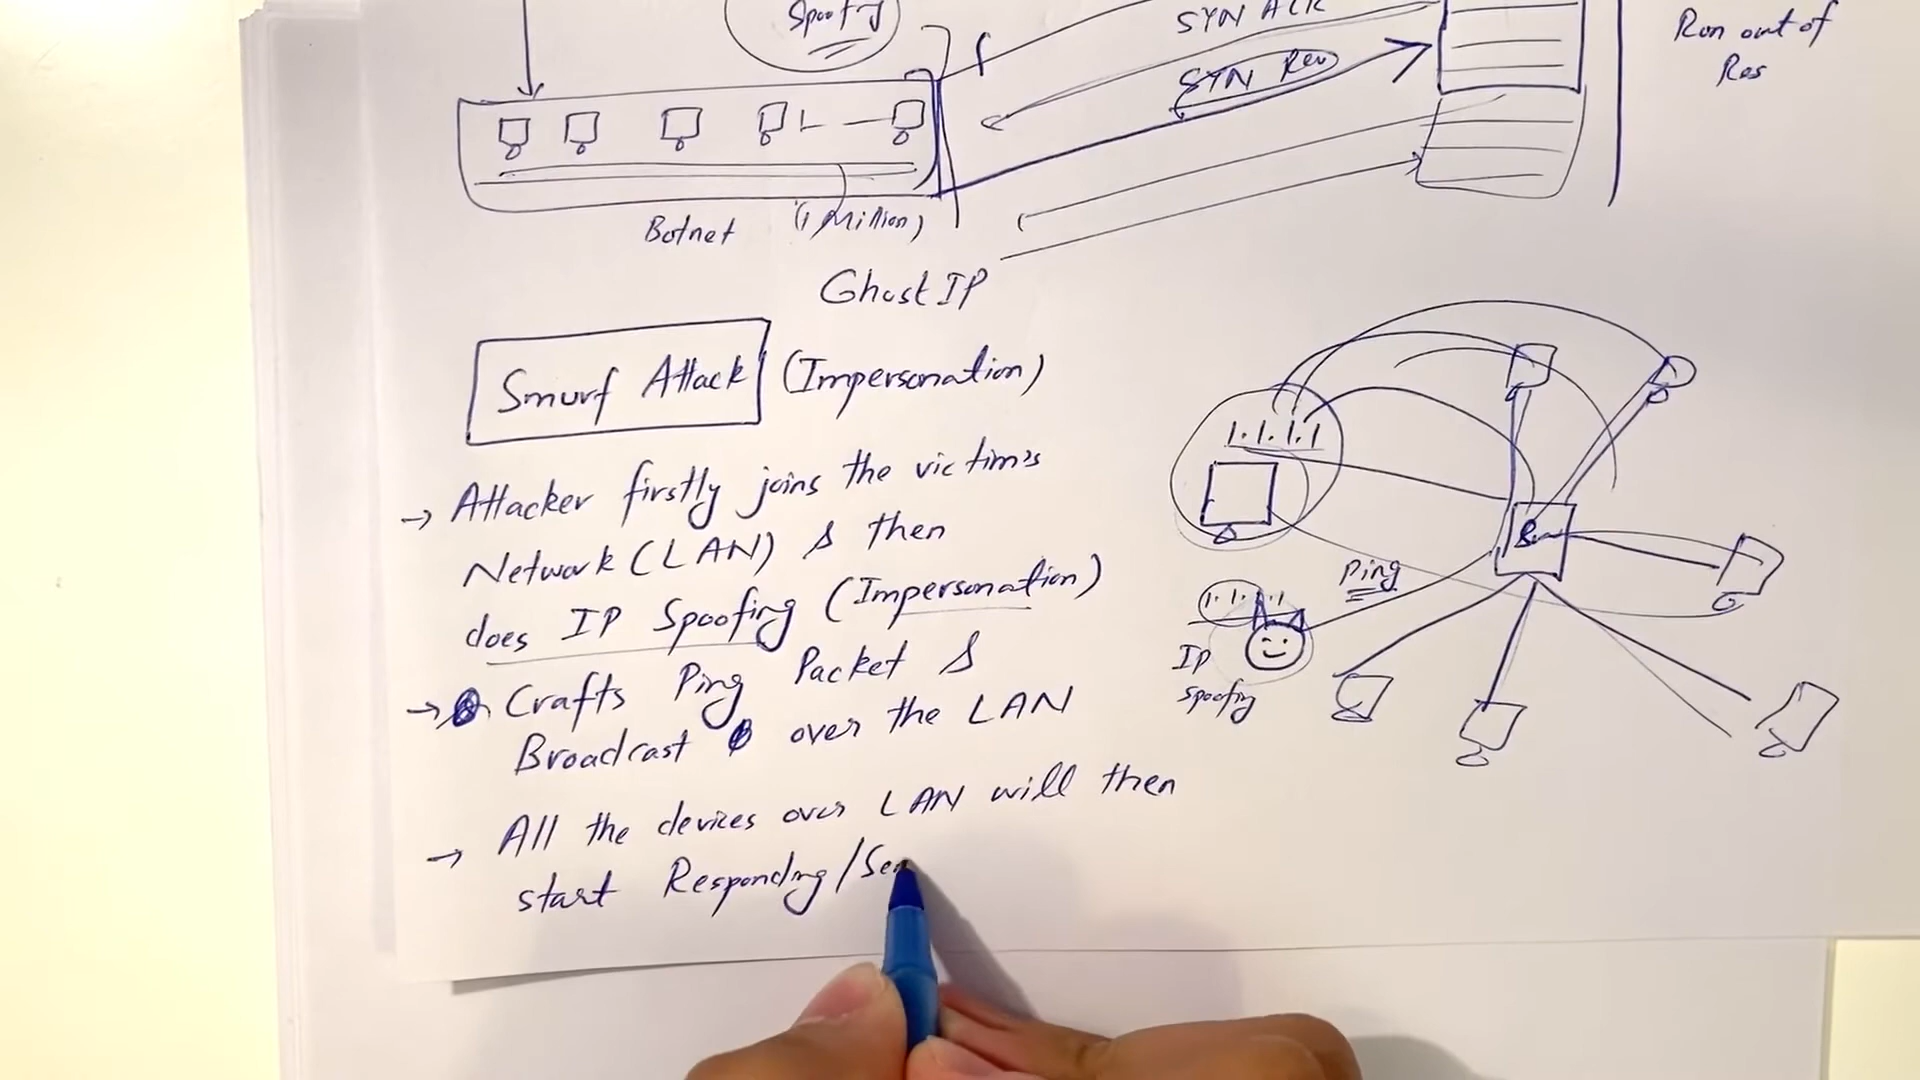 Spoofing
SYN ACK
SYN Req
Run out of
Res
Botnet (1 Million)
Ghost IP
Smurf Attack (Impersonation)
→ Attacker firstly joins the victim's
Network (LAN) & then
does IP Spoofing (Impersonation)
→ Crafts Ping Packet &
Broadcast over the LAN
→ All the devices over LAN will then
start Responding/Sen
1.1.1.1
Ping
1.1.1.1
IP
spoofing